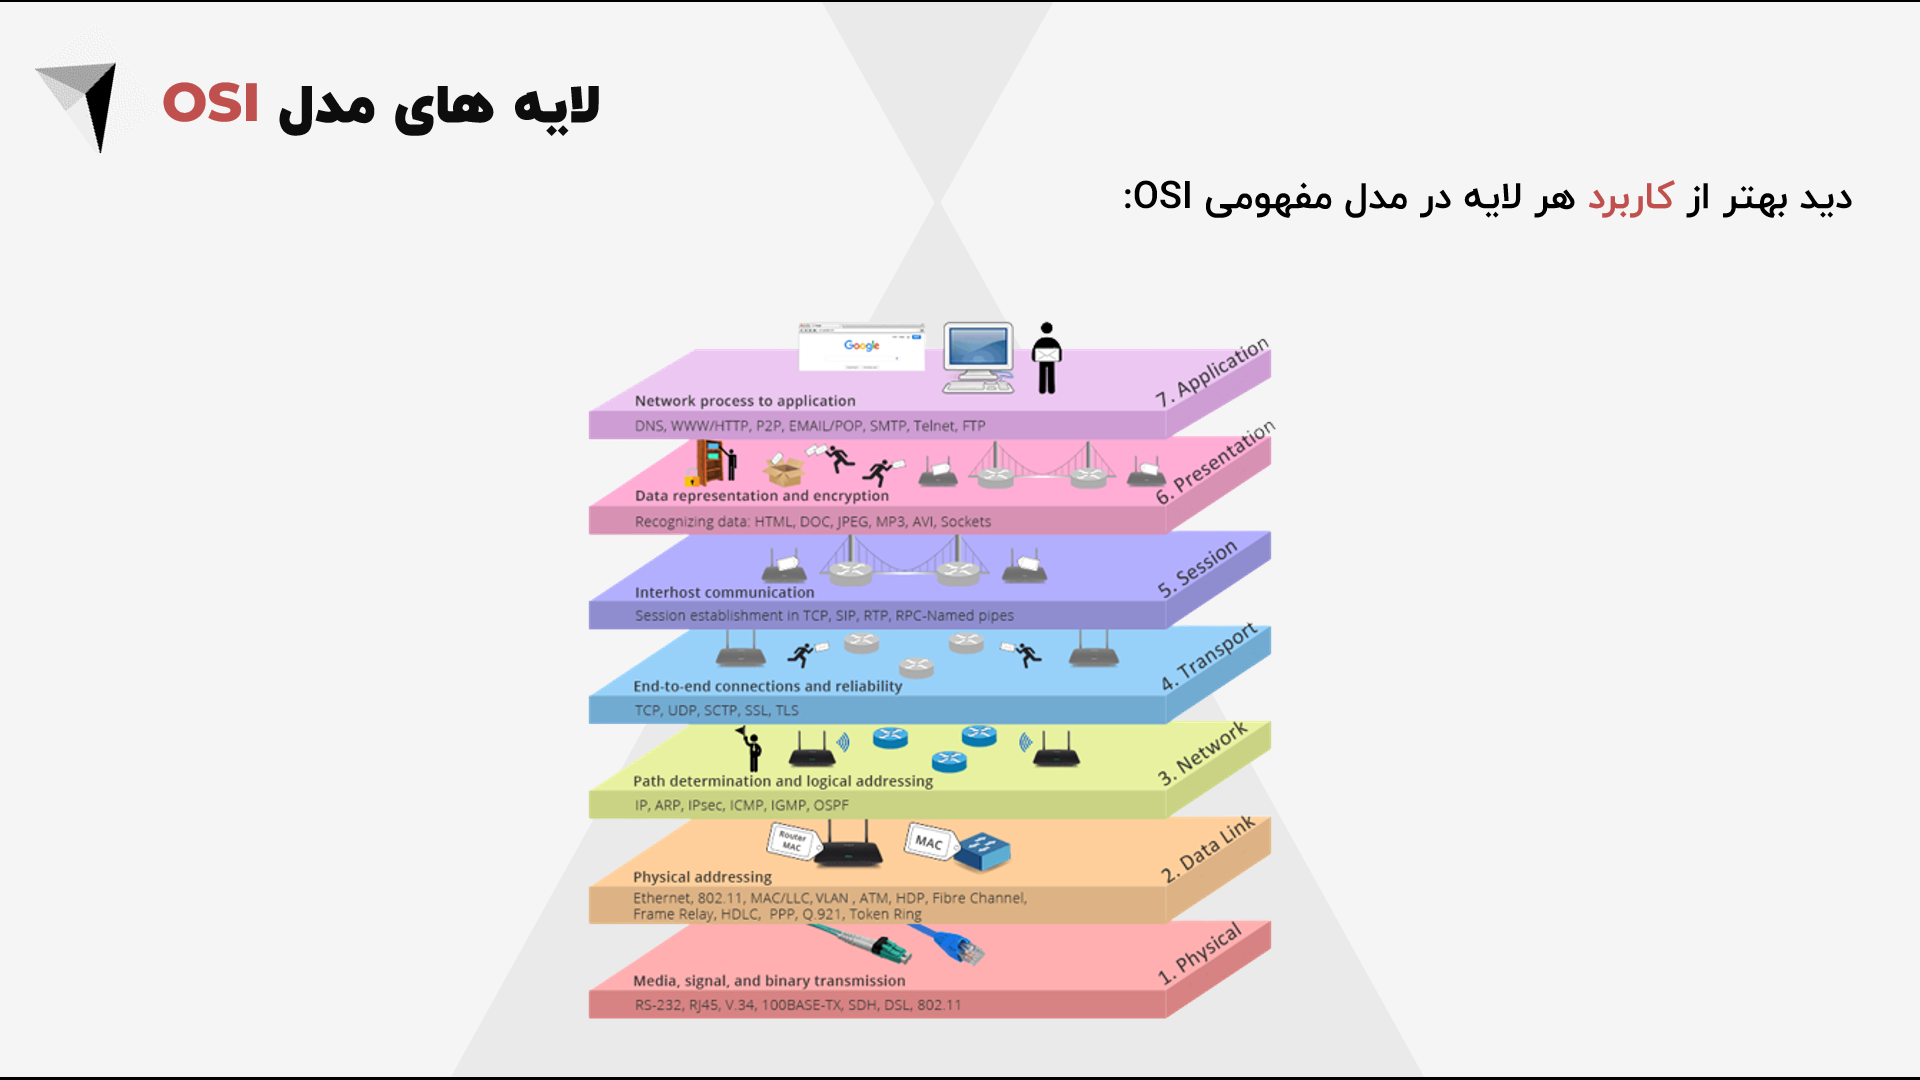 لایه های مدل OSI
دید بهتر از کاربرد هر لایه در مدل مفهومی OSI:
Google
7. Application
Network process to application
DNS, WWW/HTTP, P2P, EMAIL/POP, SMTP, Telnet, FTP
6. Presentation
Data representation and encryption
Recognizing data: HTML, DOC, JPEG, MP3, AVI, Sockets
5. Session
Interhost communication
Session establishment in TCP, SIP, RTP, RPC-Named pipes
4. Transport
End-to-end connections and reliability
TCP, UDP, SCTP, SSL, TLS
3. Network
Path determination and logical addressing
IP, ARP, IPsec, ICMP, IGMP, OSPF
Router
MAC
MAC
2. Data Link
Physical addressing
Ethernet, 802.11, MAC/LLC, VLAN , ATM, HDP, Fibre Channel,
Frame Relay, HDLC, PPP, Q.921, Token Ring
1. Physical
Media, signal, and binary transmission
RS-232, RJ45, V.34, 100BASE-TX, SDH, DSL, 802.11